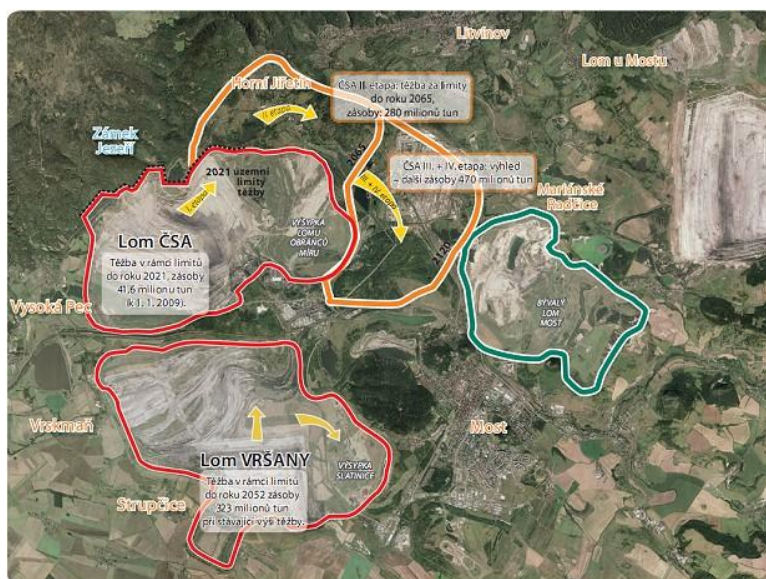 Litvínov
Lom u Mostu
Horní Jiřetín
ČSA II. etapa: těžba za limity
do roku 2065,
zásoby: 280 milionů tun
II. etapa
Zámek
Jezeří
2065
ČSA III. + IV. etapa: výhled
– další zásoby 470 milionů tun
2021 územní
limity
těžby
I. etapa
III. + IV. etapa
Mariánské
Radčice
VÝSYPKA
LOMU
OBRÁNCŮ
MÍRU
2120
Lom ČSA
Těžba v rámci limitů
do roku 2021, zásoby
41,6 milionu tun
(k 1. 1. 2009).
Vysoká Pec
BÝVALÝ
LOM
MOST
Vrskmaň
Most
Lom VRŠANY
Těžba v rámci limitů
do roku 2052 zásoby
323 milionů tun
při stávající výši těžby.
VÝSYPKA
SLATINICE
Strupčice